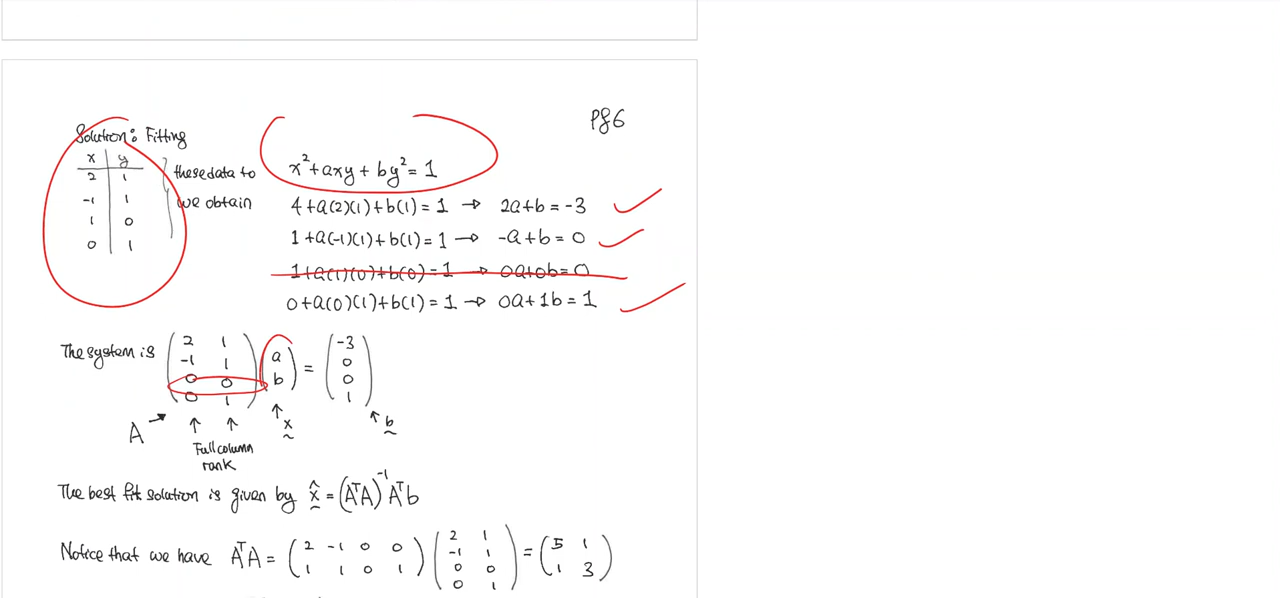 Pg 6
Solution: Fitting
x | y
2 | 1
-1 | 1
1 | 0
0 | 1
these data to x² + axy + by² = 1
we obtain 4 + a(2)(1) + b(1) = 1 → 2a + b = -3
1 + a(-1)(1) + b(1) = 1 → -a + b = 0
1 + a(1)(0) + b(0) = 1 → 0a + 0b = 0
0 + a(0)(1) + b(1) = 1 → 0a + 1b = 1
The system is (2 1; -1 1; 0 0; 0 1) (a; b) = (-3; 0; 0; 1)
A → ↑ ↑ ↑ x ↑ b
Full column
rank
The best fit solution is given by x̂ = (AᵀA)⁻¹Aᵀb
Notice that we have AᵀA = (2 -1 0 0; 1 1 0 1) (2 1; -1 1; 0 0; 0 1) = (5 1; 1 3)